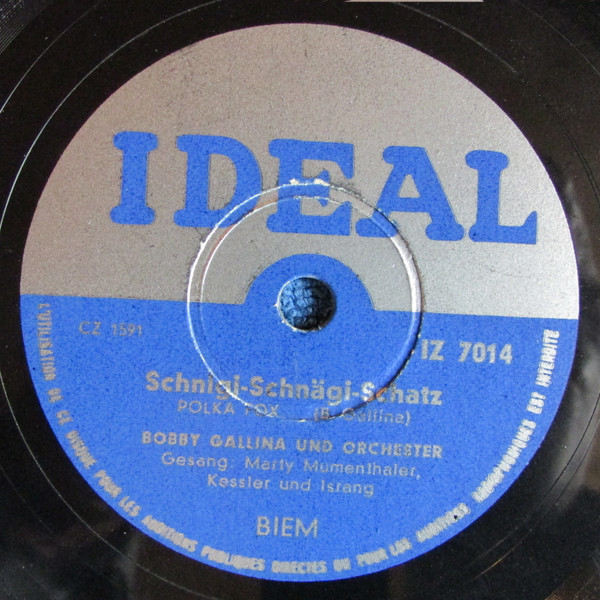 IDEAL
CZ 1591
IZ 7014
Schnigi-Schnägi-Schatz
POLKA FOX (B. Gallina)
BOBBY GALLINA UND ORCHESTER
Gesang: Marty Mumenthaler,
Kessler und Israng
BIEM
L'UTILISATION DE CE DISQUE POUR LES AUDITIONS PUBLIQUES DIRECTES OU POUR LES AUDITIONS RADIOPHONIQUES EST INTERDITE